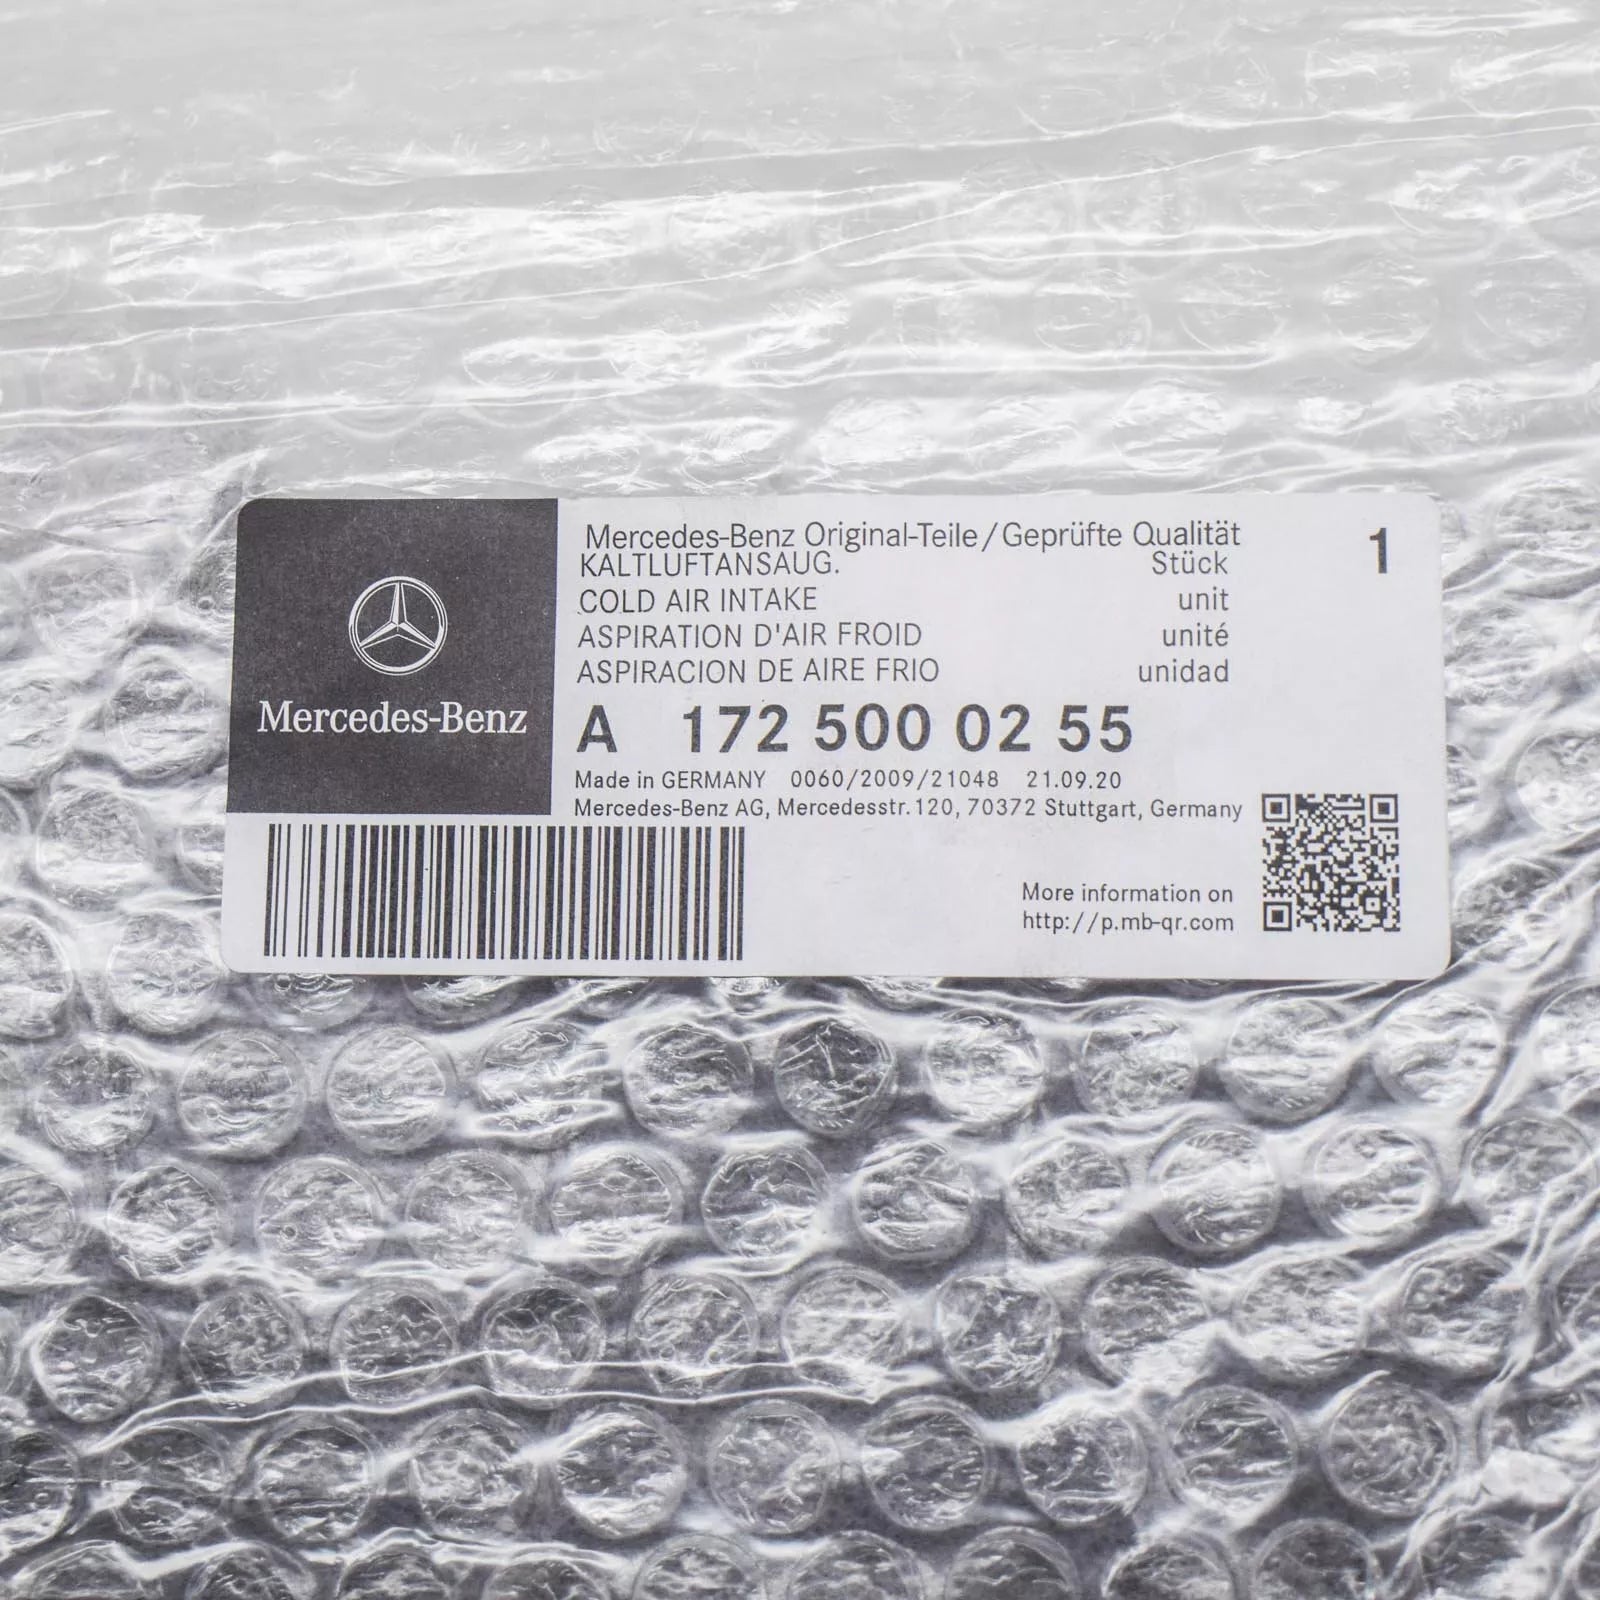 Mercedes-Benz
Mercedes-Benz Original-Teile/Geprüfte Qualität
KALTLUFTANSAUG. Stück 1
COLD AIR INTAKE unit
ASPIRATION D'AIR FROID unité
ASPIRACION DE AIRE FRIO unidad
A 172 500 02 55
Made in GERMANY 0060/2009/21048 21.09.20
Mercedes-Benz AG, Mercedesstr.120, 70372 Stuttgart, Germany
More information on
http://p.mb-qr.com